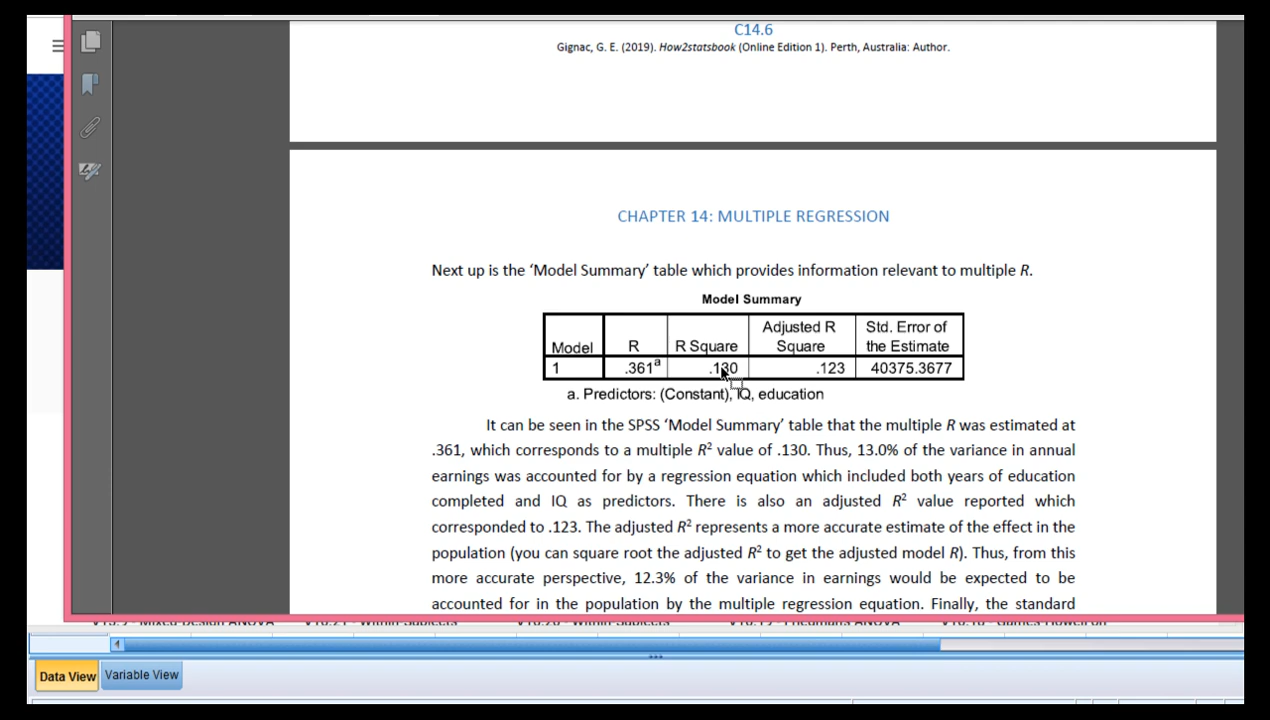 C14.6
Gignac, G. E. (2019). How2statsbook (Online Edition 1). Perth, Australia: Author.
CHAPTER 14: MULTIPLE REGRESSION
Next up is the ‘Model Summary’ table which provides information relevant to multiple R.
Model Summary
Model R R Square Adjusted R Square Std. Error of the Estimate
1 .361a .130 .123 40375.3677
a. Predictors: (Constant), IQ, education
It can be seen in the SPSS ‘Model Summary’ table that the multiple R was estimated at
.361, which corresponds to a multiple R² value of .130. Thus, 13.0% of the variance in annual
earnings was accounted for by a regression equation which included both years of education
completed and IQ as predictors. There is also an adjusted R² value reported which
corresponded to .123. The adjusted R² represents a more accurate estimate of the effect in the
population (you can square root the adjusted R² to get the adjusted model R). Thus, from this
more accurate perspective, 12.3% of the variance in earnings would be expected to be
accounted for in the population by the multiple regression equation. Finally, the standard
Data View Variable View